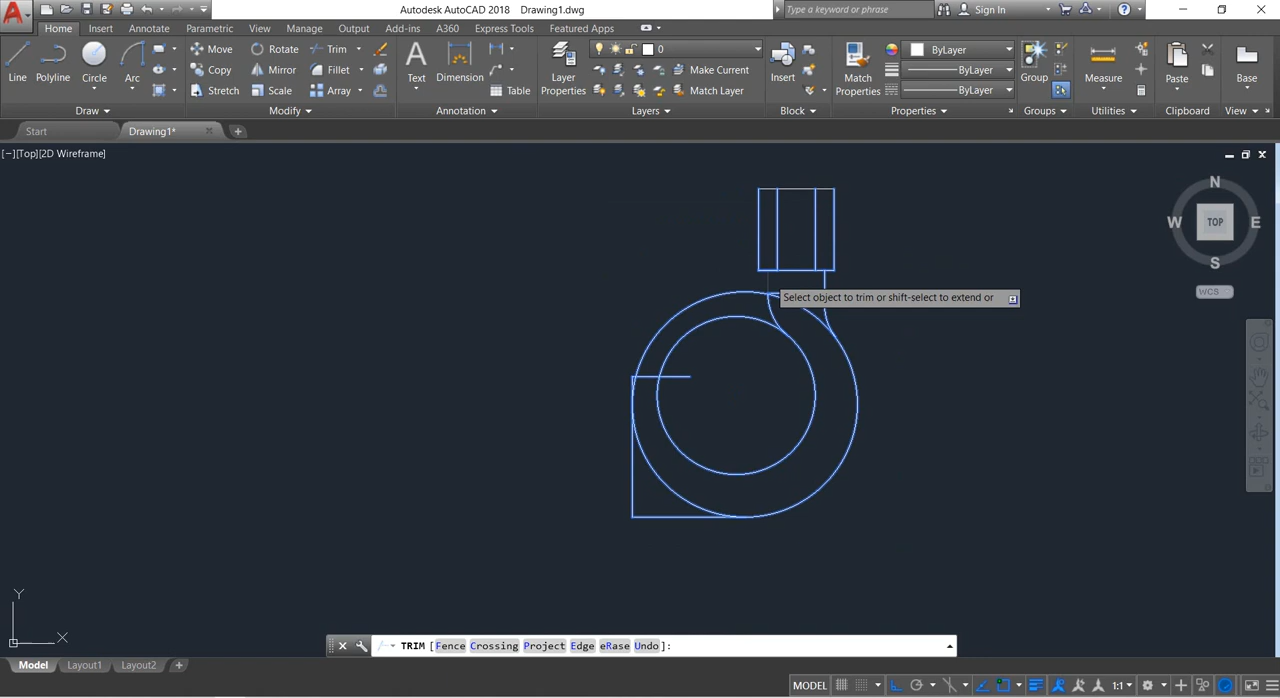 Autodesk AutoCAD 2018 Drawing1.dwg
Type a keyword or phrase
Sign In
Home Insert Annotate Parametric View Manage Output Add-ins A360 Express Tools Featured Apps
Line
Polyline
Circle
Arc
Move
Copy
Stretch
Rotate
Mirror
Scale
Trim
Fillet
Array
Text
Dimension
Table
Layer
Properties
0
Make Current
Match Layer
Insert
Match
Properties
ByLayer
ByLayer
ByLayer
Group
Measure
Paste
Base
Draw
Modify
Annotation
Layers
Block
Properties
Groups
Utilities
Clipboard
View
Start
Drawing1*
[−][Top][2D Wireframe]
N
W
TOP
E
S
WCS
Select object to trim or shift-select to extend or
Y
X
TRIM [Fence Crossing Project Edge eRase Undo]:
Model
Layout1
Layout2
MODEL
1:1